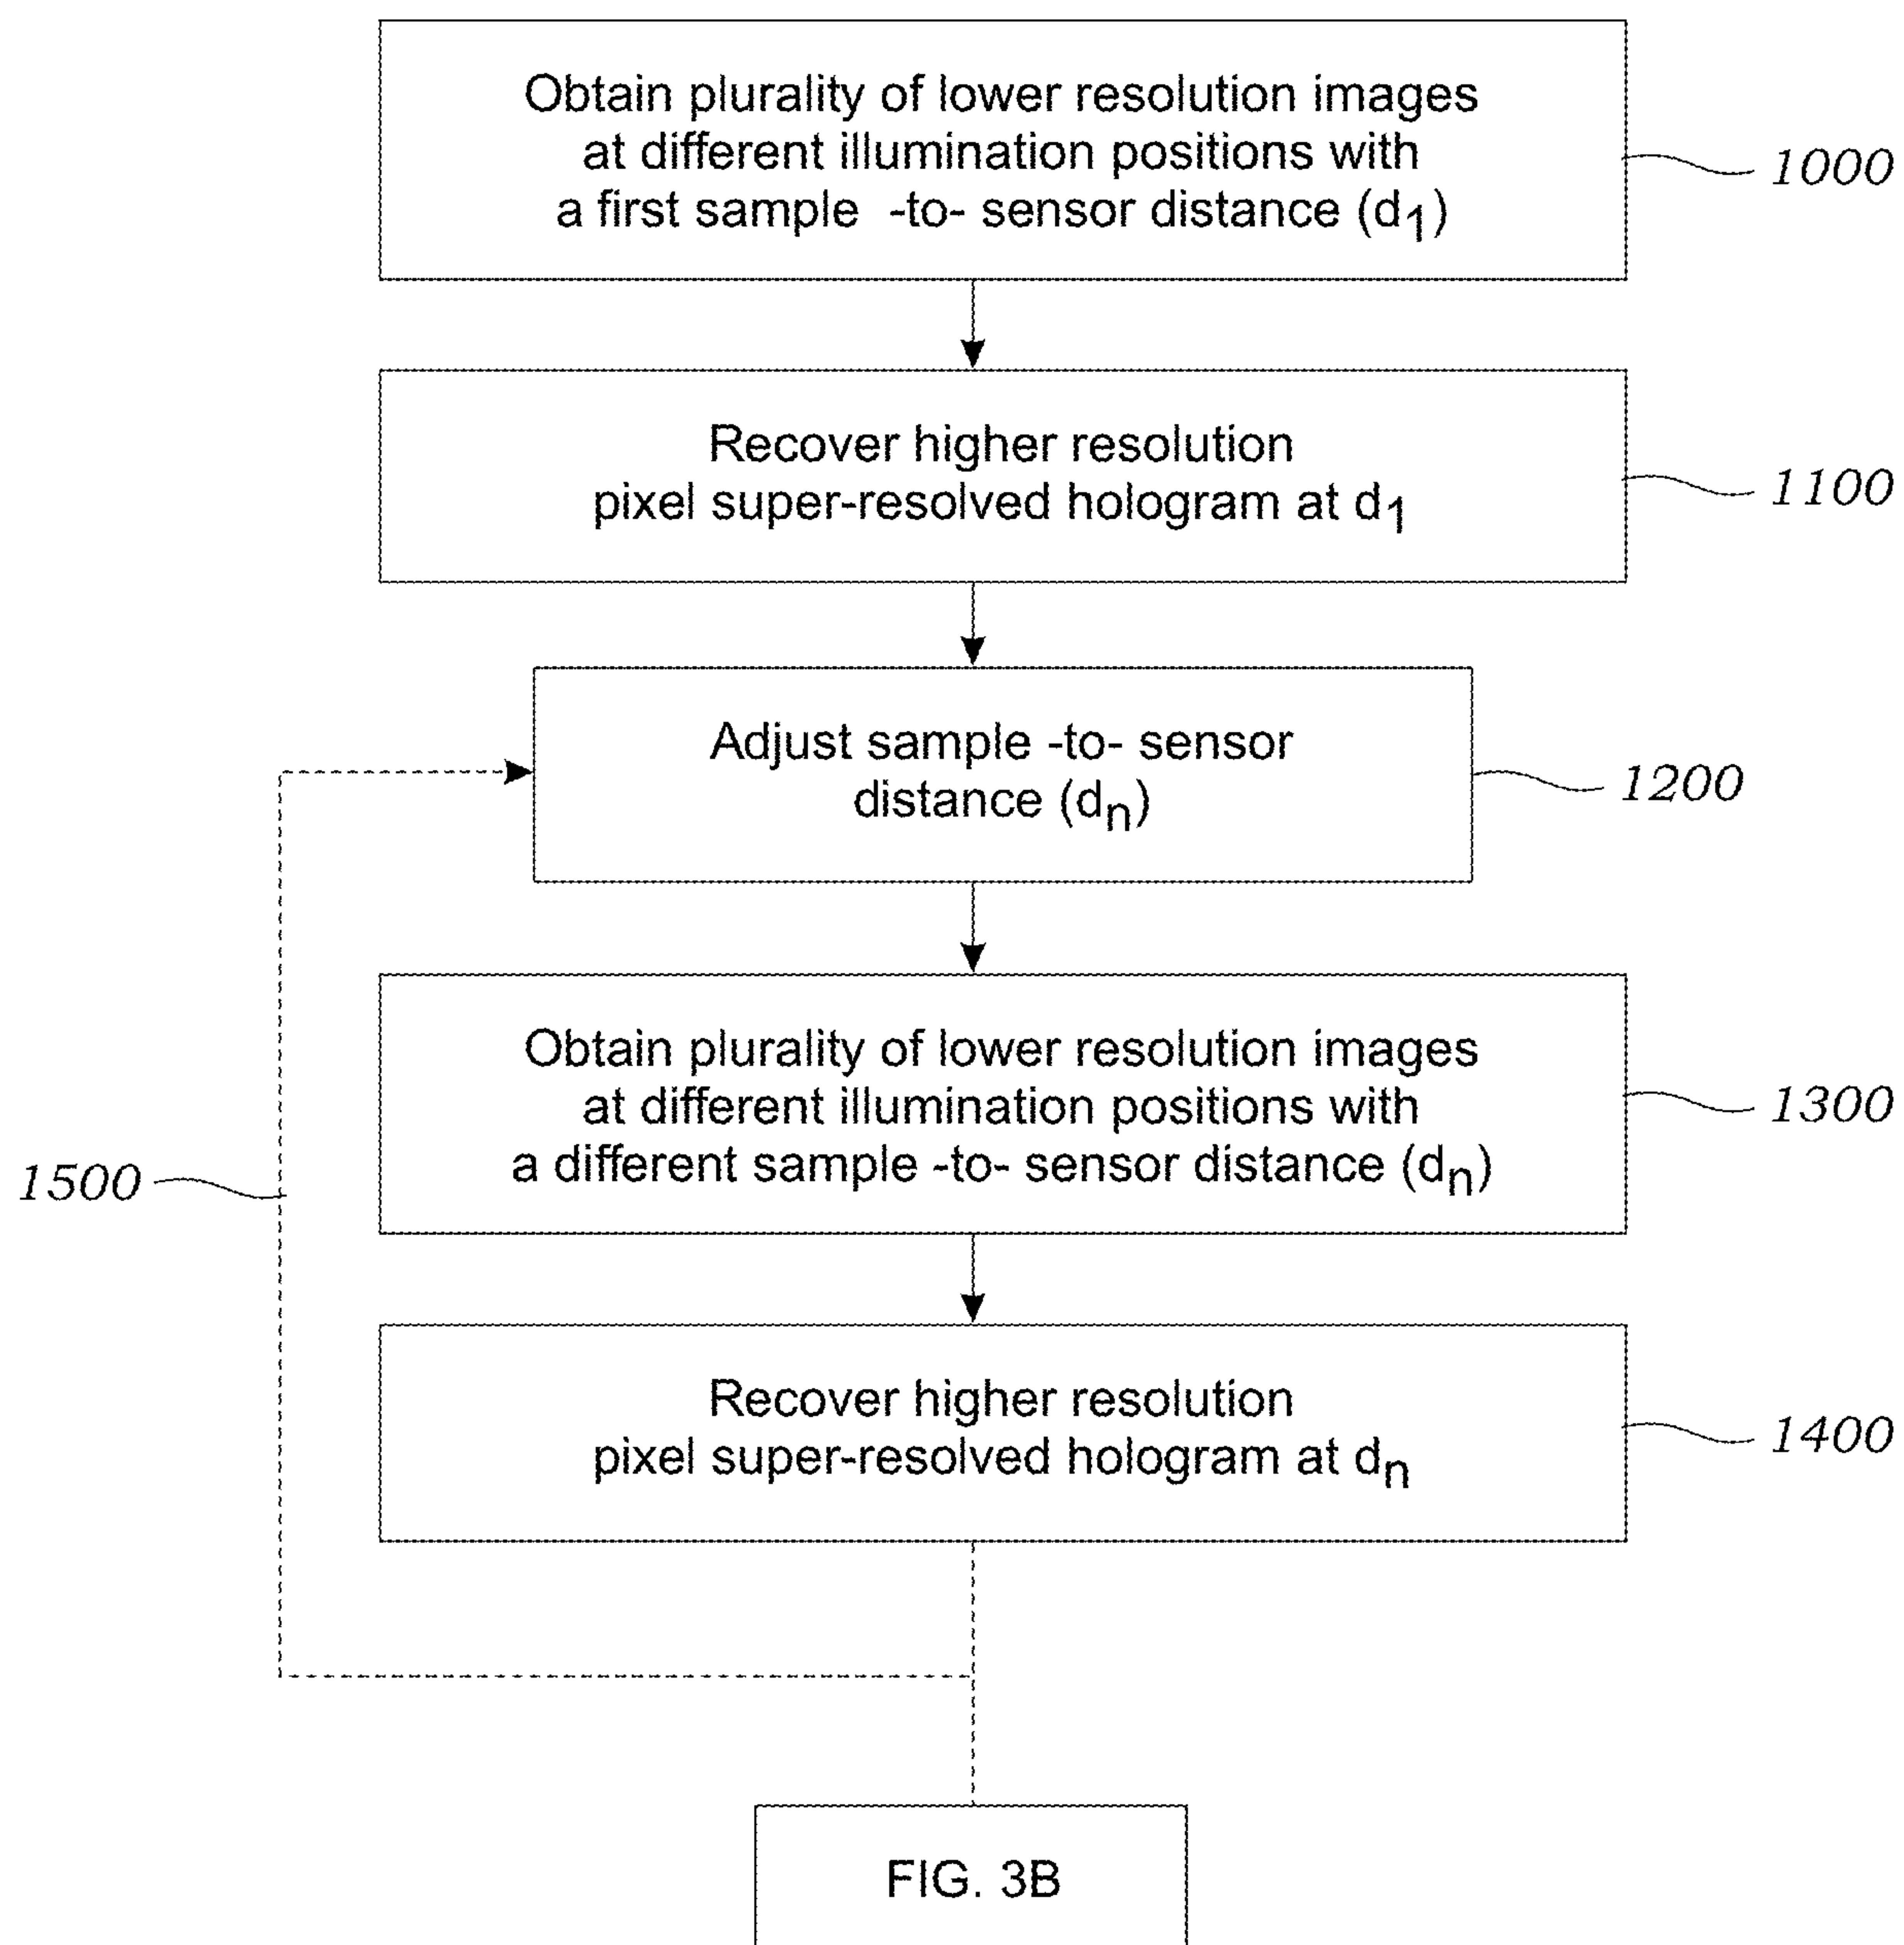 Obtain plurality of lower resolution images
at different illumination positions with
a first sample -to- sensor distance (d1)
1000
Recover higher resolution
pixel super-resolved hologram at d1
1100
Adjust sample -to- sensor
distance (dn)
1200
Obtain plurality of lower resolution images
at different illumination positions with
a different sample -to- sensor distance (dn)
1300
1500
Recover higher resolution
pixel super-resolved hologram at dn
1400
FIG. 3B